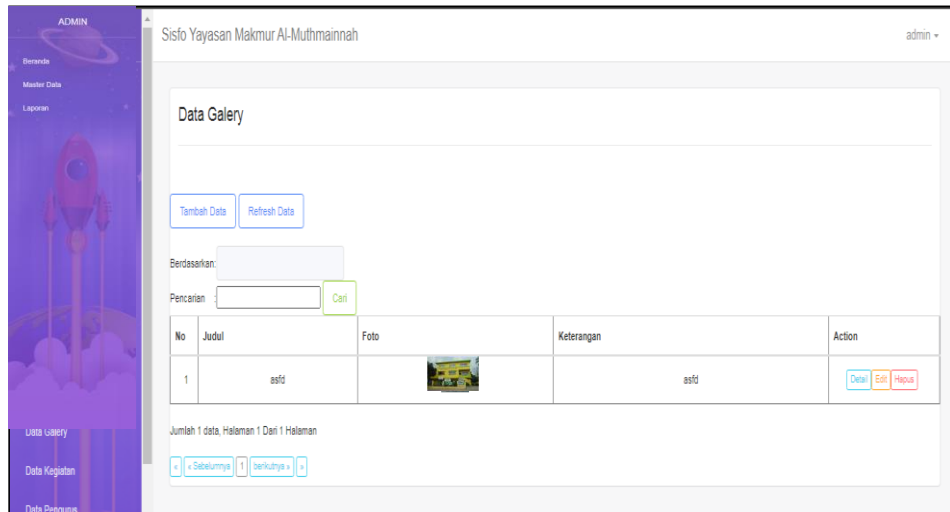 ADMIN
Beranda
Master Data
Laporan
Data Galery
Data Kegiatan
Data Pengurus
Sisfo Yayasan Makmur Al-Muthmainnah
admin
Data Galery
Tambah Data Refresh Data
Berdasarkan:
Pencarian : Cari
No Judul Foto Keterangan Action
1 asfd asfd Detail Edit Hapus
Jumlah 1 data, Halaman 1 Dari 1 Halaman
« « Sebelumnya 1 berikutnya » »